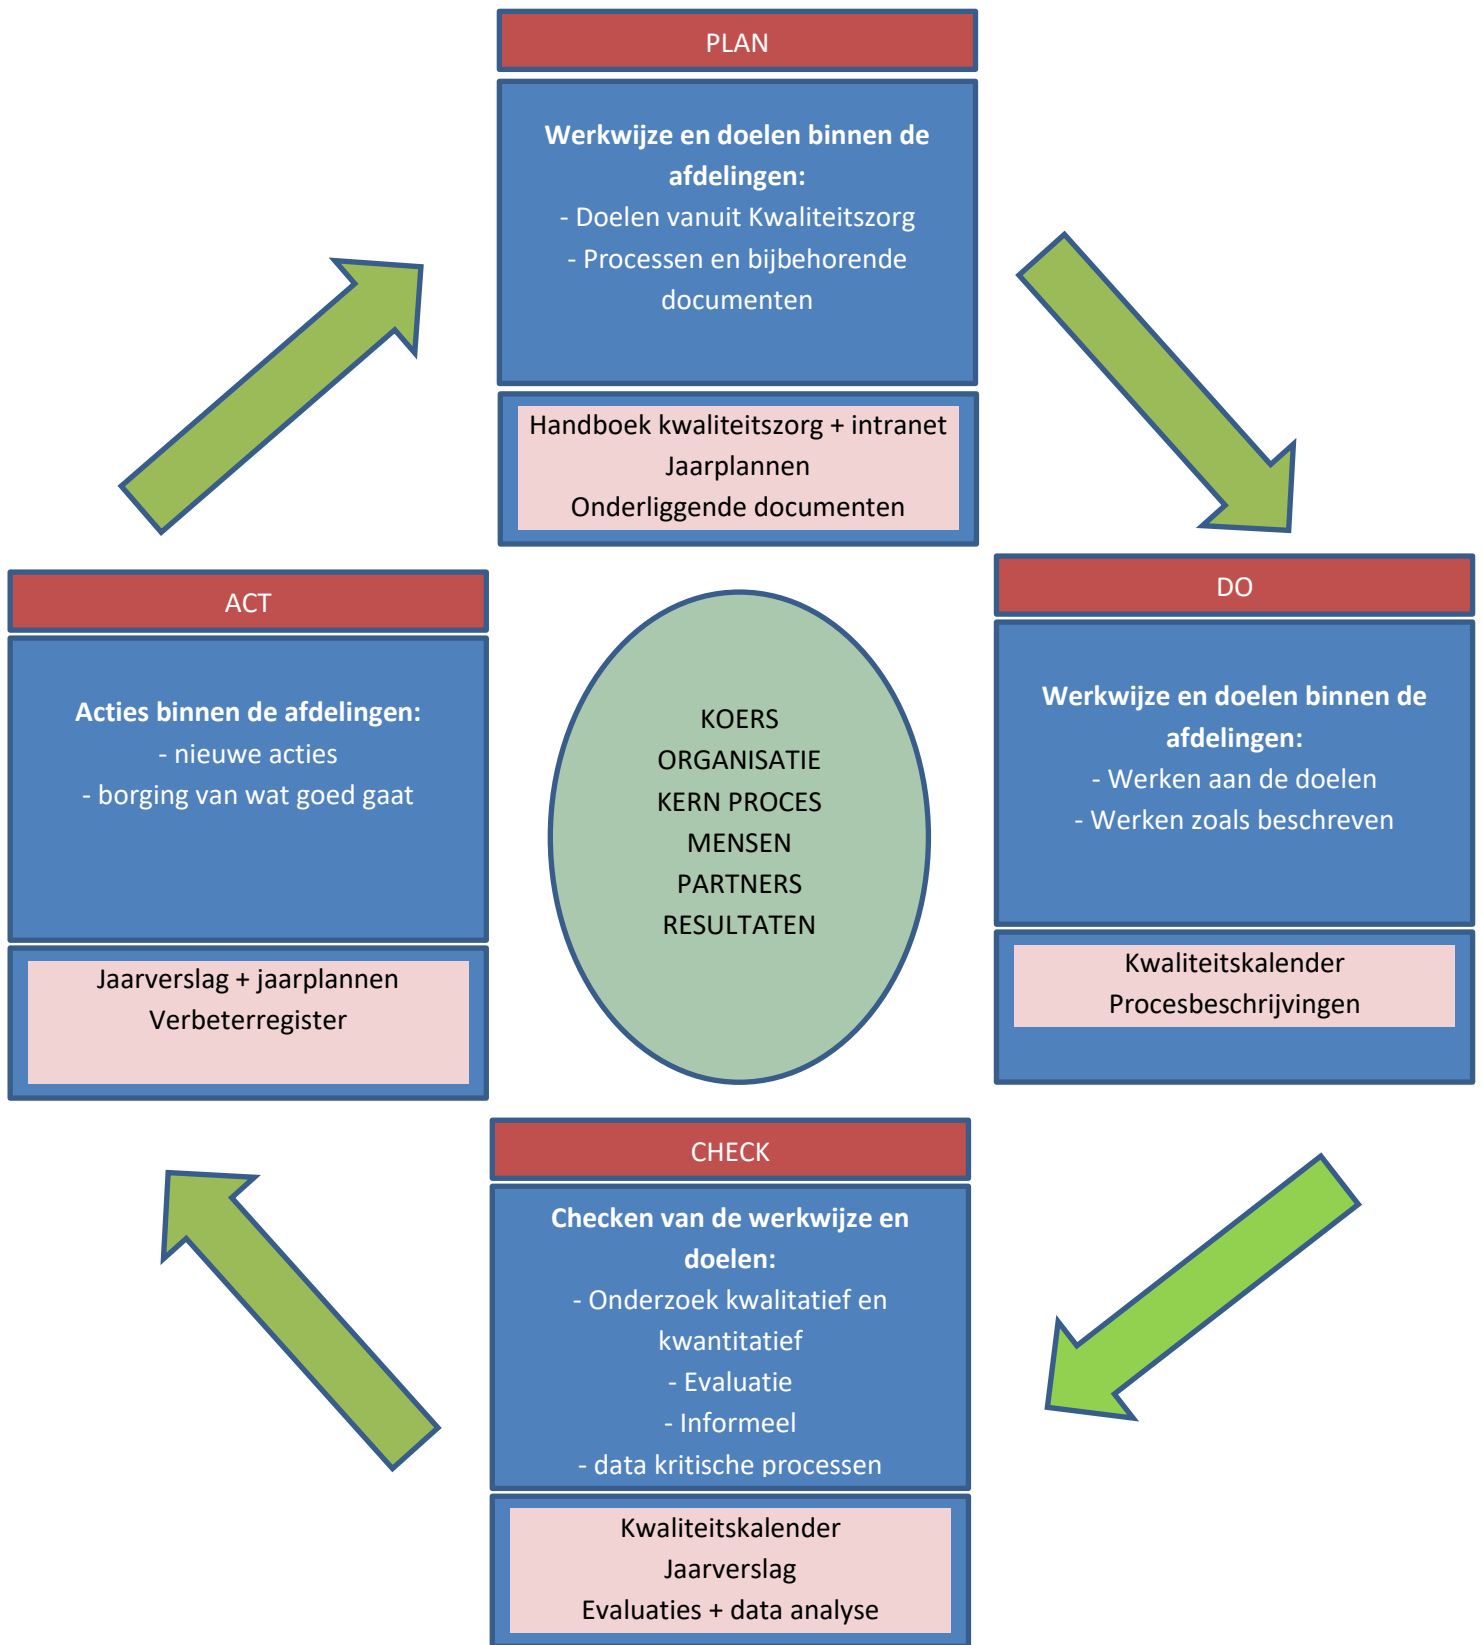 PLAN
Werkwijze en doelen binnen de
afdelingen:
- Doelen vanuit Kwaliteitszorg
- Processen en bijbehorende
documenten
Handboek kwaliteitszorg + intranet
Jaarplannen
Onderliggende documenten
ACT
Acties binnen de afdelingen:
- nieuwe acties
- borging van wat goed gaat
Jaarverslag + jaarplannen
Verbeterregister
KOERS
ORGANISATIE
KERN PROCES
MENSEN
PARTNERS
RESULTATEN
DO
Werkwijze en doelen binnen de
afdelingen:
- Werken aan de doelen
- Werken zoals beschreven
Kwaliteitskalender
Procesbeschrijvingen
CHECK
Checken van de werkwijze en
doelen:
- Onderzoek kwalitatief en
kwantitatief
- Evaluatie
- Informeel
- data kritische processen
Kwaliteitskalender
Jaarverslag
Evaluaties + data analyse